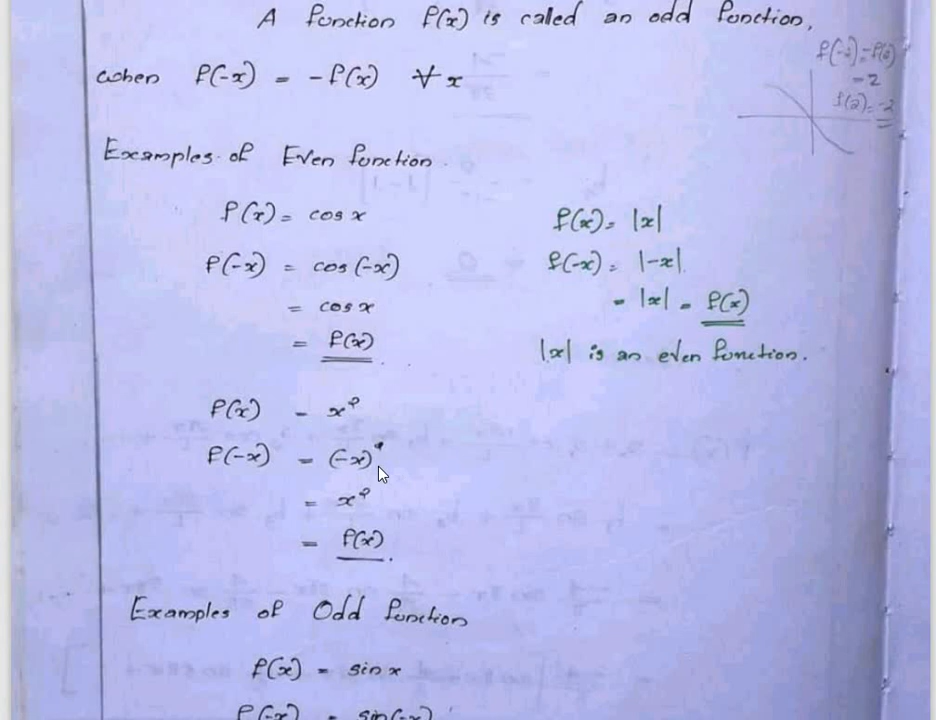 A function f(x) is called an odd function,
when f(-x) = -f(x) ∀ x
f(-2) = f(2)
-2
f(2) = -2
Examples of Even function.
f(x) = cos x
f(-x) = cos(-x)
= cos x
= f(x)
f(x) = |x|
f(-x) = |-x|
= |x| = f(x)
|x| is an even function.
f(x) = x²
f(-x) = (-x)²
= x²
= f(x).
Examples of Odd function
f(x) = sin x
f(-x) = sin(-x)